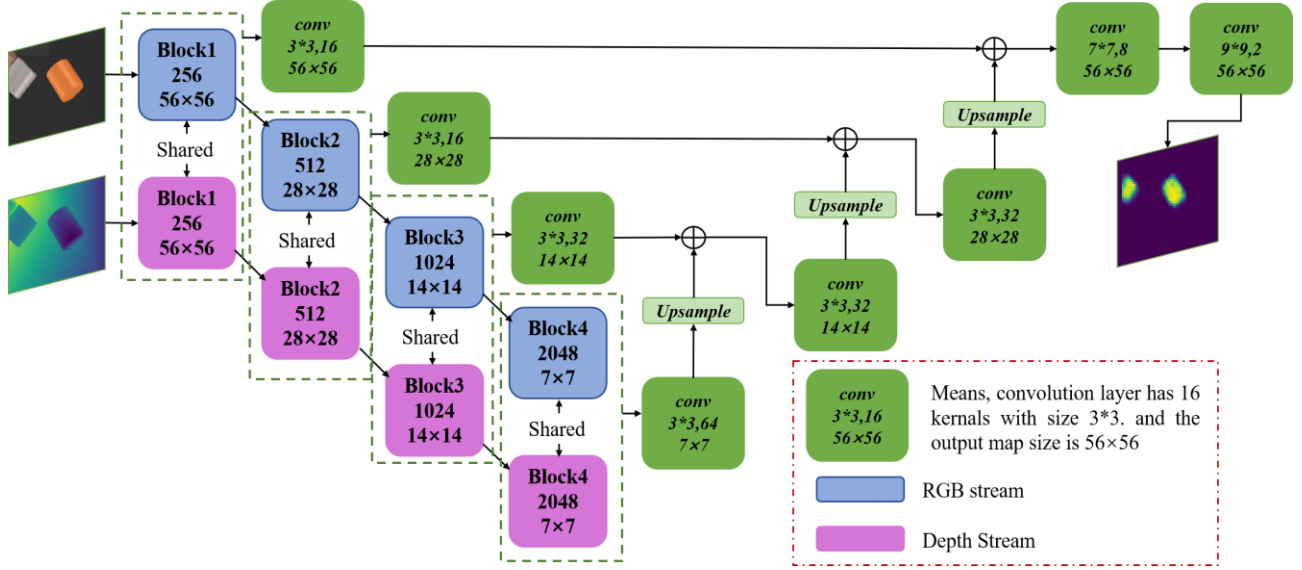 Block1
256
56×56
Shared
Block1
256
56×56
conv
3*3,16
56×56
Block2
512
28×28
Shared
Block2
512
28×28
conv
3*3,16
28×28
Block3
1024
14×14
Shared
Block3
1024
14×14
conv
3*3,32
14×14
Block4
2048
7×7
Shared
Block4
2048
7×7
conv
3*3,64
7×7
Upsample
conv
3*3,32
14×14
Upsample
conv
3*3,32
28×28
Upsample
conv
7*7,8
56×56
conv
9*9,2
56×56
conv
3*3,16
56×56
Means, convolution layer has 16
kernals with size 3*3. and the
output map size is 56×56
RGB stream
Depth Stream